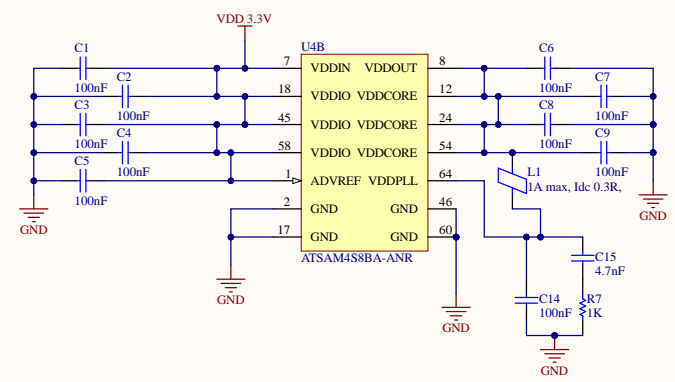 VDD 3.3V
U4B
C1
100nF
C2
100nF
C3
100nF
C4
100nF
C5
100nF
GND
7 VDDIN VDDOUT 8
18 VDDIO VDDCORE 12
45 VDDIO VDDCORE 24
58 VDDIO VDDCORE 54
1 ADVREF VDDPLL 64
2 GND GND 46
17 GND GND 60
ATSAM4S8BA-ANR
GND
GND
C6
100nF
C7
100nF
C8
100nF
C9
100nF
GND
L1
1A max, Idc 0.3R,
C15
4.7nF
C14
100nF
R7
1K
GND